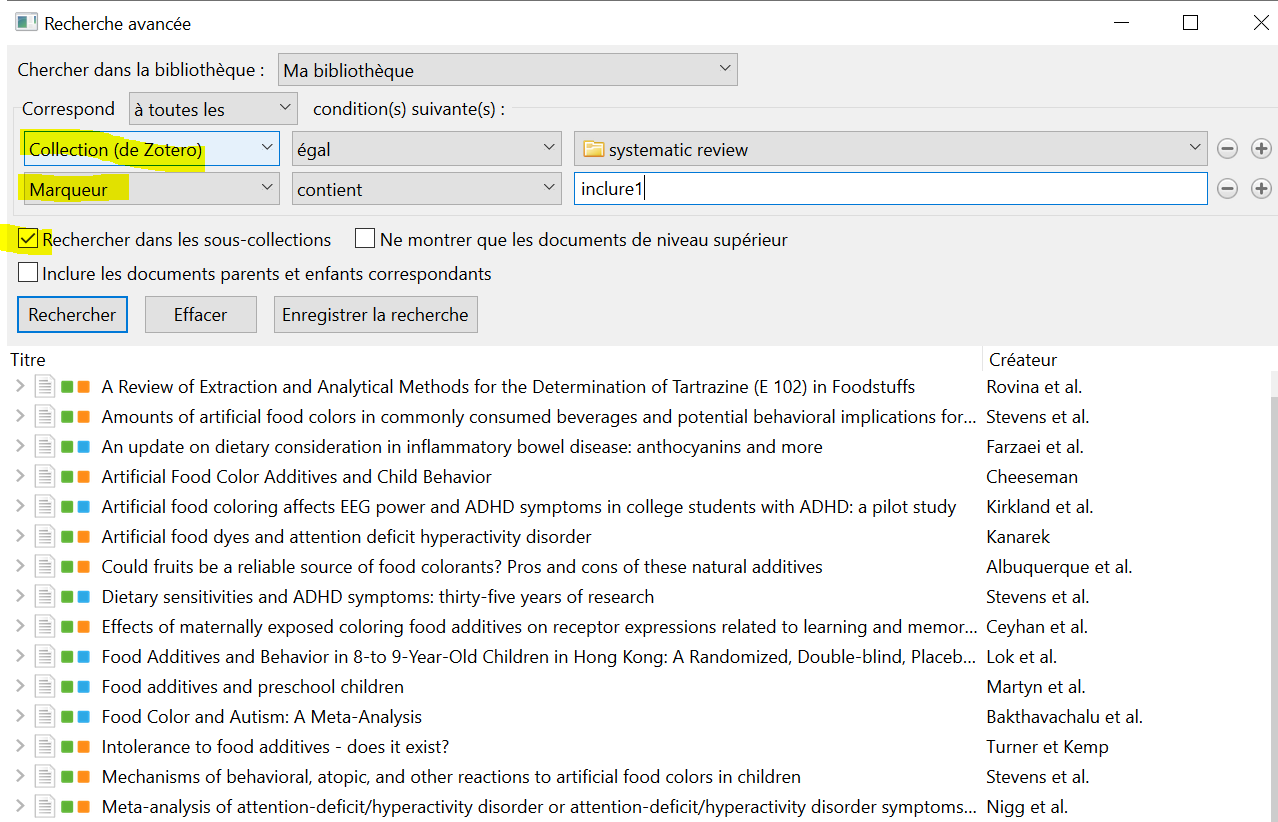 Recherche avancée
Chercher dans la bibliothèque : Ma bibliothèque
Correspond à toutes les condition(s) suivante(s) :
Collection (de Zotero) égal systematic review
Marqueur contient inclure1
Rechercher dans les sous-collections Ne montrer que les documents de niveau supérieur
Inclure les documents parents et enfants correspondants
Rechercher Effacer Enregistrer la recherche
Titre Créateur
A Review of Extraction and Analytical Methods for the Determination of Tartrazine (E 102) in Foodstuffs Rovina et al.
Amounts of artificial food colors in commonly consumed beverages and potential behavioral implications for... Stevens et al.
An update on dietary consideration in inflammatory bowel disease: anthocyanins and more Farzaei et al.
Artificial Food Color Additives and Child Behavior Cheeseman
Artificial food coloring affects EEG power and ADHD symptoms in college students with ADHD: a pilot study Kirkland et al.
Artificial food dyes and attention deficit hyperactivity disorder Kanarek
Could fruits be a reliable source of food colorants? Pros and cons of these natural additives Albuquerque et al.
Dietary sensitivities and ADHD symptoms: thirty-five years of research Stevens et al.
Effects of maternally exposed coloring food additives on receptor expressions related to learning and memor... Ceyhan et al.
Food Additives and Behavior in 8-to 9-Year-Old Children in Hong Kong: A Randomized, Double-blind, Placeb... Lok et al.
Food additives and preschool children Martyn et al.
Food Color and Autism: A Meta-Analysis Bakthavachalu et al.
Intolerance to food additives - does it exist? Turner et Kemp
Mechanisms of behavioral, atopic, and other reactions to artificial food colors in children Stevens et al.
Meta-analysis of attention-deficit/hyperactivity disorder or attention-deficit/hyperactivity disorder symptoms... Nigg et al.